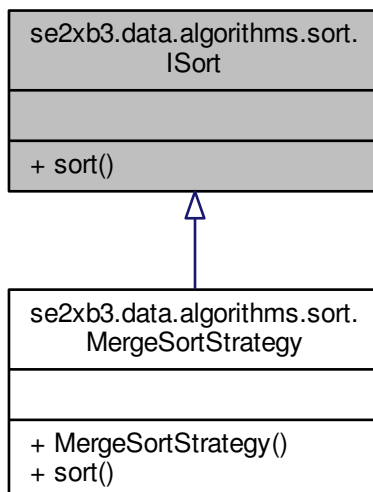 se2xb3.data.algorithms.sort.
ISort
+ sort()
se2xb3.data.algorithms.sort.
MergeSortStrategy
+ MergeSortStrategy()
+ sort()